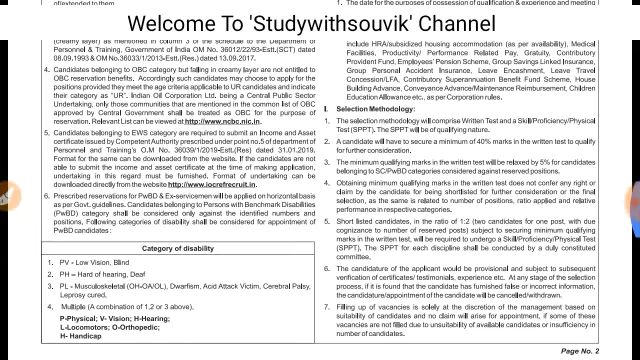 of extended to them.
1. The date for the purposes of possession of qualification & experience and meeting
Welcome To 'Studywithsouvik' Channel
(creamy layer) as mentioned in column 3 of the schedule to the Department of
Personnel & Training, Government of India OM No. 36012/22/93-Estt.(SCT) dated
08.09.1993 & OM No.36033/1/2013-Estt.(Res.) dated 13.09.2017.
4. Candidates belonging to OBC category but falling in creamy layer are not entitled to
OBC reservation benefits. Accordingly such candidates may choose to apply for the
positions provided they meet the age criteria applicable to UR candidates and indicate
their category as "UR". Indian Oil Corporation Ltd. being a Central Public Sector
Undertaking, only those communities that are mentioned in the common list of OBC
approved by Central Government shall be treated as OBC for the purpose of
reservation. Relevant List can be viewed at http://www.ncbc.nic.in.
5. Candidates belonging to EWS category are required to submit an Income and Asset
certificate issued by Competent Authority prescribed under point no.5 of department of
Personnel and Training's O.M No. 36039/1/2019-Estt.(Res) dated 31.01.2019.
Format for the same can be downloaded from the website. If the candidates are not
able to submit the income and asset certificate at the time of making application,
undertaking in this regard must be furnished, Format of undertaking can be
downloaded directly from the website http://www.iocrefrecruit.in.
6. Prescribed reservations for PwBD & Ex-servicemen will be applied on horizontal basis
as per Govt. guidelines. Candidates belonging to Persons with Benchmark Disabilities
(PwBD) category shall be considered only against the identified numbers and
positions. Following categories of disability shall be considered for appointment of
PwBD candidates :
Category of disability
1. PV - Low Vision, Blind
2. PH = Hard of hearing, Deaf
3. PL - Musculoskeletal (OH-OA/OL), Dwarfism, Acid Attack Victim, Cerebral Palsy,
Leprosy cured.
4. Multiple (A combination of 1,2 or 3 above),
P-Physical; V- Vision; H-Hearing;
L-Locomotors; O-Orthopedic;
H- Handicap
include HRA/subsidized housing accommodation (as per availability), Medical
Facilities, Productivity/ Performance Related Pay, Gratuity, Contributory
Provident Fund, Employees' Pension Scheme, Group Savings Linked Insurance,
Group Personal Accident Insurance, Leave Encashment, Leave Travel
Concession/LFA, Contributory Superannuation Benefit Fund Scheme, House
Building Advance, Conveyance Advance/Maintenance Reimbursement, Children
Education Allowance etc., as per Corporation rules.
I. Selection Methodology:
1. The selection methodology will comprise Written Test and a Skill/Proficiency/Physical
Test (SPPT). The SPPT will be of qualifying nature.
2. A candidate will have to secure a minimum of 40% marks in the written test to qualify
for further consideration.
3. The minimum qualifying marks in the written test will be relaxed by 5% for candidates
belonging to SC/PwBD categories considered against reserved positions.
4. Obtaining minimum qualifying marks in the written test does not confer any right or
claim by the candidate for being shortlisted for further consideration or the final
selection, as the same is related to number of positions, ratio applied and relative
performance in respective categories.
5. Short listed candidates, in the ratio of 1:2 (two candidates for one post, with due
cognizance to number of reserved posts) subject to securing minimum qualifying
marks in the written test, will be required to undergo a Skill/Proficiency/Physical Test
(SPPT), The SPPT for each discipline shall be conducted by a duly constituted
committee.
6. The candidature of the applicant would be provisional and subject to subsequent
verification of certificates/ testimonials, experience etc. At any stage of the selection
process, if it is found that the candidate has furnished false or incorrect information,
the candidature/appointment of the candidate will be cancelled/withdrawn.
7. Filling up of vacancies is solely at the discretion of the management based on
suitability of candidates and no claim will arise for appointment, if some of these
vacancies are not filled due to unsuitability of available candidates or insufficiency in
number of candidates.
Page No. 2